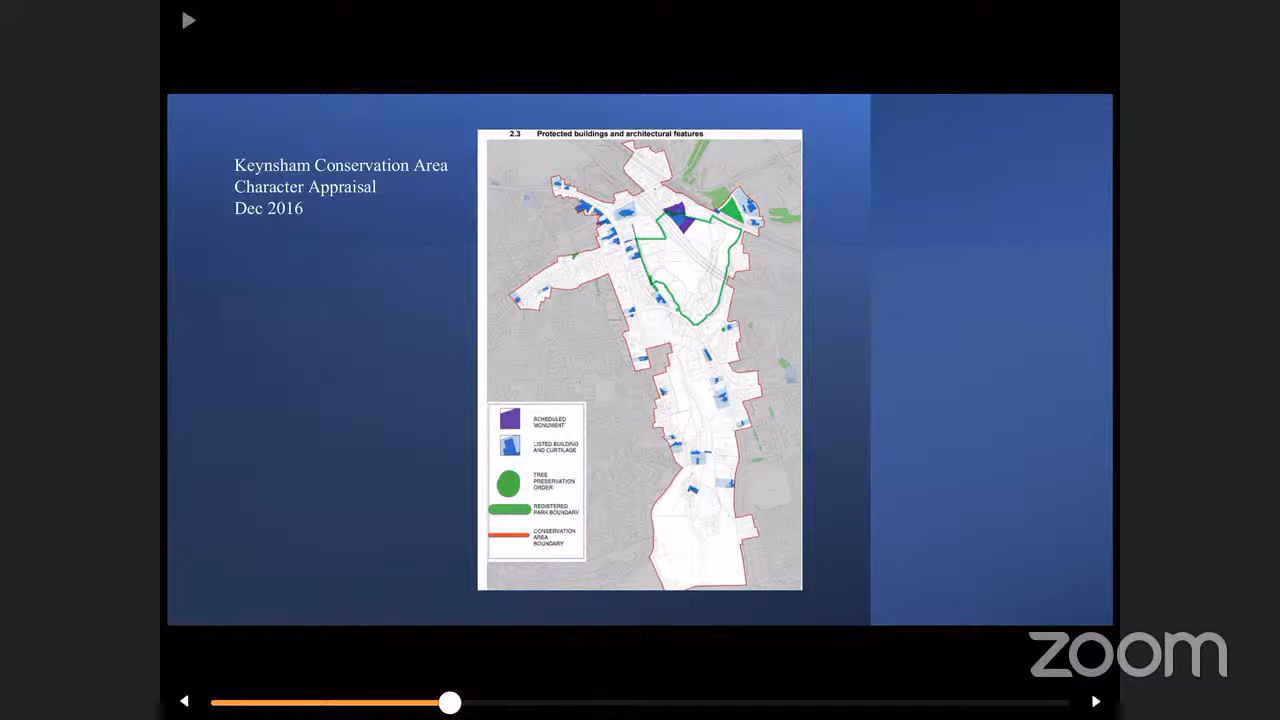 2.3 Protected buildings and architectural features
Keynsham Conservation Area
Character Appraisal
Dec 2016
SCHEDULED
MONUMENT
LISTED BUILDING
AND CURTILAGE
TREE
PRESERVATION
ORDER
REGISTERED
PARK BOUNDARY
CONSERVATION
AREA
BOUNDARY
zoom